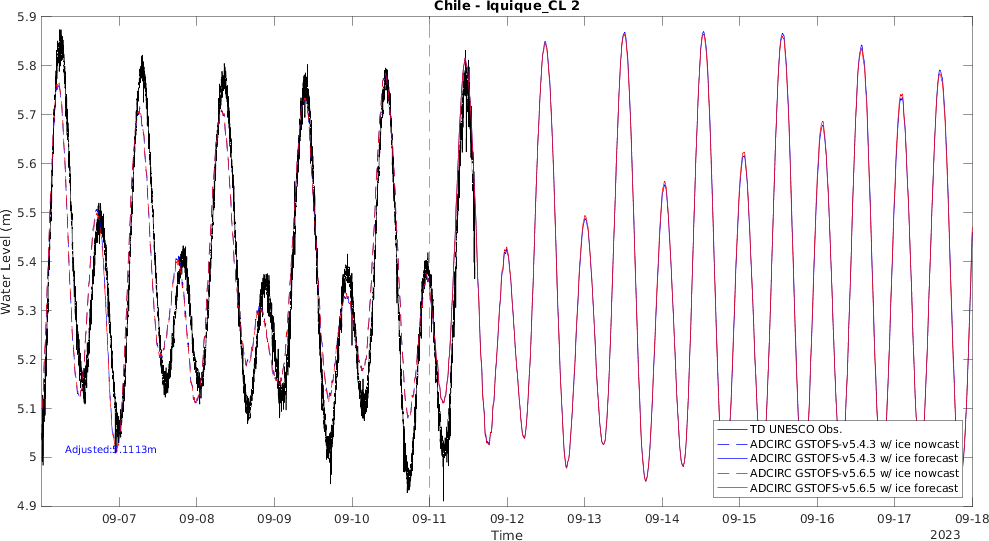 Chile - Iquique_CL 2
5.9
5.8
5.7
5.6
5.5
5.4
5.3
5.2
5.1
5
4.9
Water Level (m)
TD UNESCO Obs.
ADCIRC GSTOFS-v5.4.3 w/ ice nowcast
ADCIRC GSTOFS-v5.4.3 w/ ice forecast
ADCIRC GSTOFS-v5.6.5 w/ ice nowcast
ADCIRC GSTOFS-v5.6.5 w/ ice forecast
09-07 09-08 09-09 09-10 09-11 09-12 09-13 09-14 09-15 09-16 09-17 09-18
Time
2023